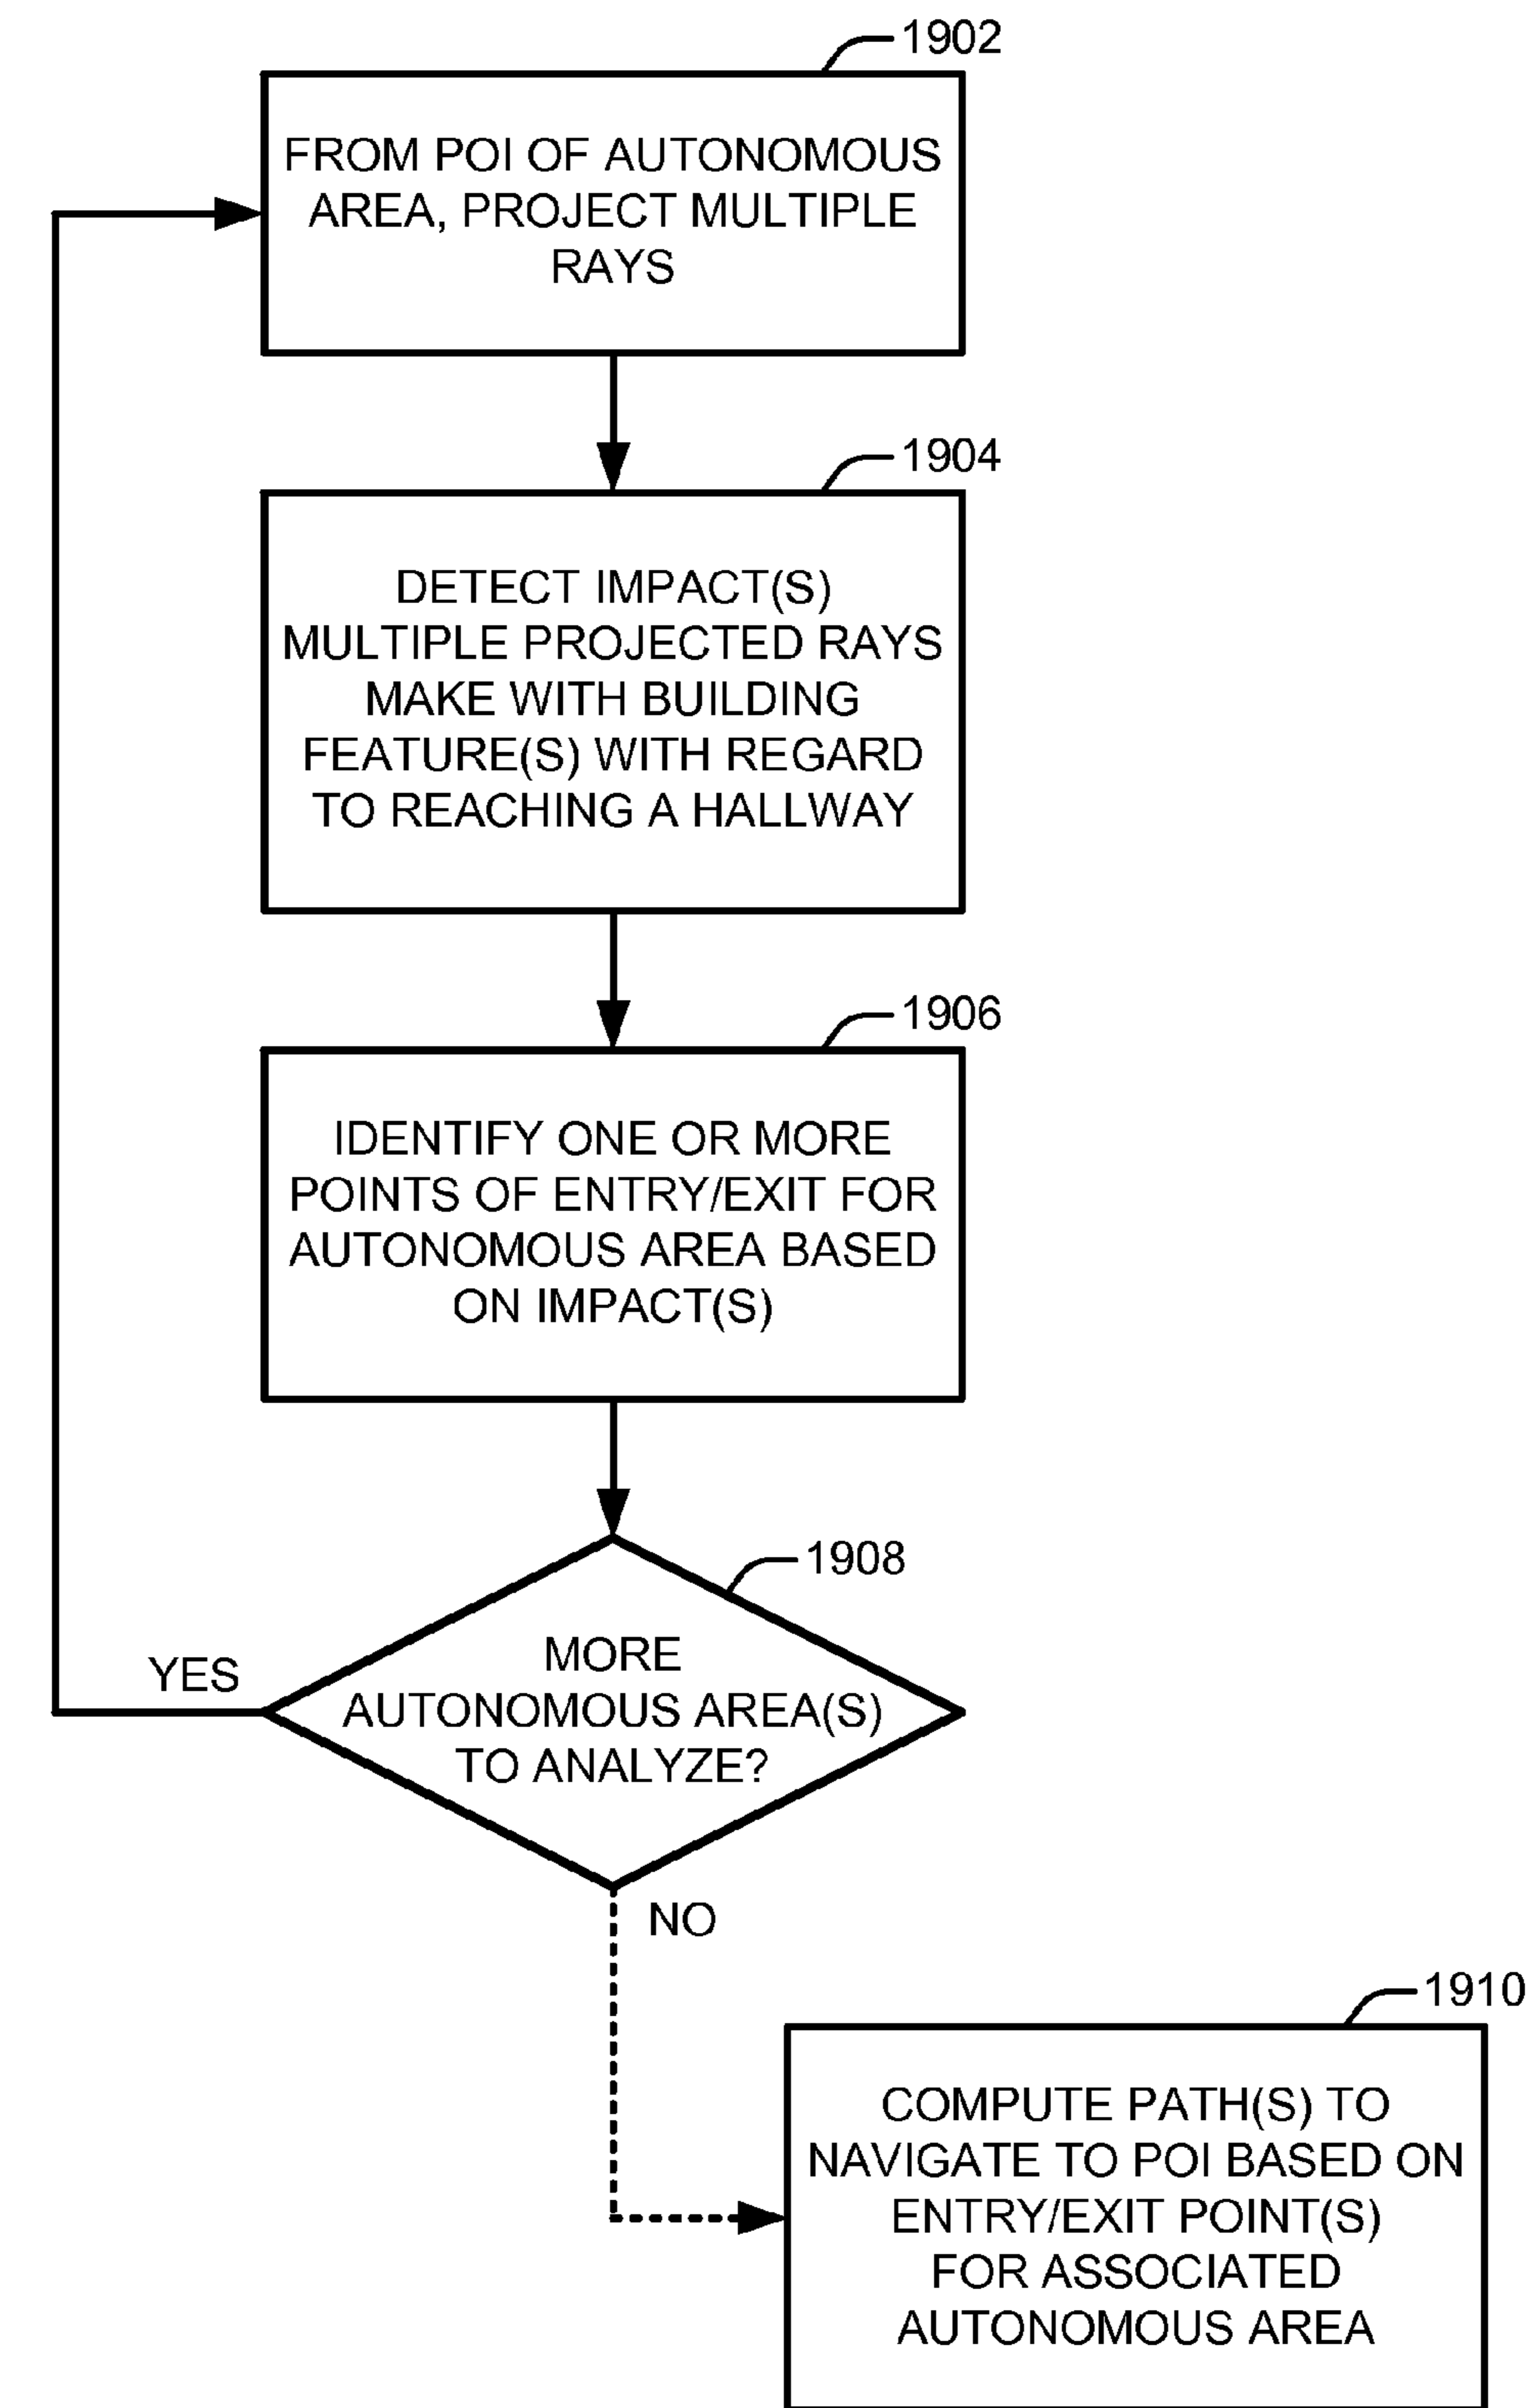 1902
FROM POI OF AUTONOMOUS
AREA, PROJECT MULTIPLE
RAYS
1904
DETECT IMPACT(S)
MULTIPLE PROJECTED RAYS
MAKE WITH BUILDING
FEATURE(S) WITH REGARD
TO REACHING A HALLWAY
1906
IDENTIFY ONE OR MORE
POINTS OF ENTRY/EXIT FOR
AUTONOMOUS AREA BASED
ON IMPACT(S)
1908
MORE
AUTONOMOUS AREA(S)
TO ANALYZE?
YES
NO
1910
COMPUTE PATH(S) TO
NAVIGATE TO POI BASED ON
ENTRY/EXIT POINT(S)
FOR ASSOCIATED
AUTONOMOUS AREA